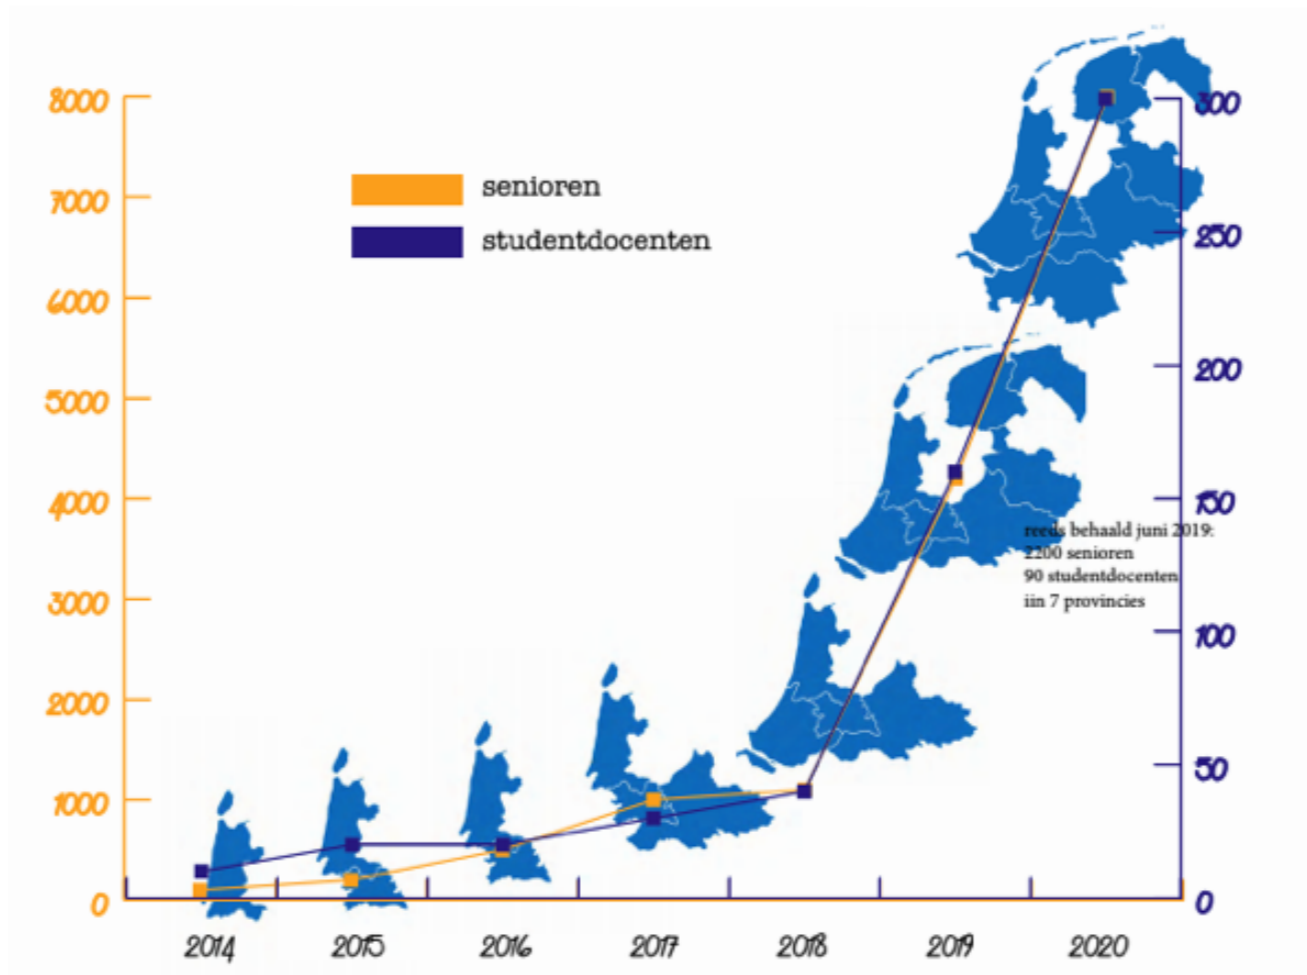 8000
7000
6000
5000
4000
3000
2000
1000
0
senioren
studentdocenten
300
250
200
150
100
50
0
reeds behaald juni 2019:
2200 senioren
90 studentdocenten
iin 7 provincies
2014 2015 2016 2017 2018 2019 2020